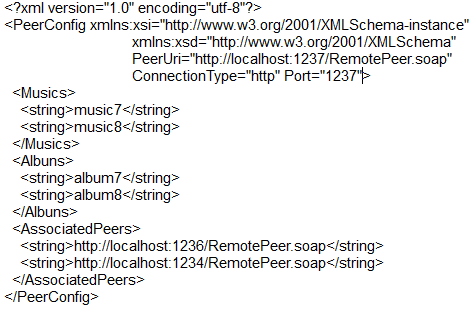 <?xml version="1.0" encoding="utf-8"?>
<PeerConfig xmlns:xsi="http://www.w3.org/2001/XMLSchema-instance"
xmlns:xsd="http://www.w3.org/2001/XMLSchema"
PeerUri="http://localhost:1237/RemotePeer.soap"
ConnectionType="http" Port="1237">
<Musics>
<string>music7</string>
<string>music8</string>
</Musics>
<Albuns>
<string>album7</string>
<string>album8</string>
</Albuns>
<AssociatedPeers>
<string>http://localhost:1236/RemotePeer.soap</string>
<string>http://localhost:1234/RemotePeer.soap</string>
</AssociatedPeers>
</PeerConfig>